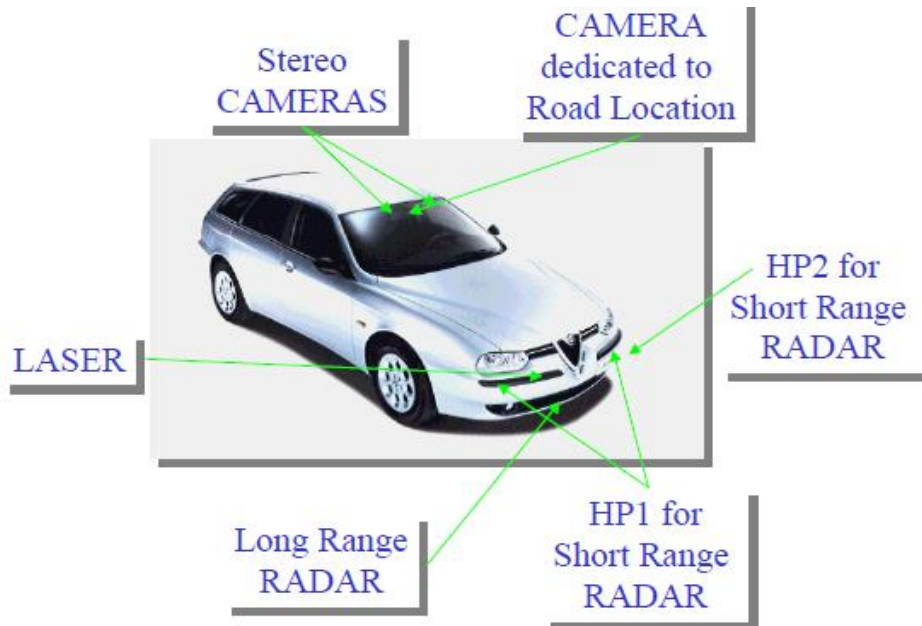 Stereo
CAMERAS
CAMERA
dedicated to
Road Location
HP2 for
Short Range
RADAR
LASER
Long Range
RADAR
HP1 for
Short Range
RADAR